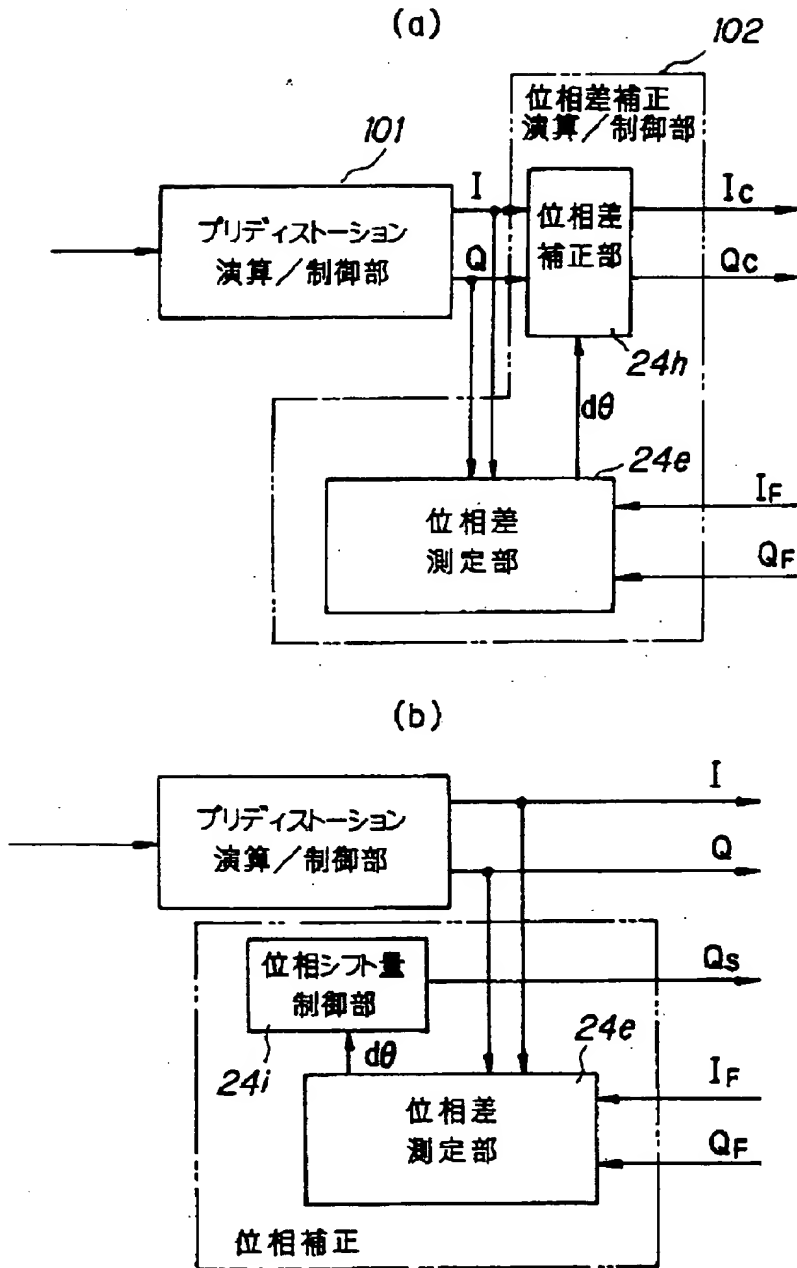 (a)
102
位相差補正
演算／制御部
101
プリディストーション
演算／制御部
I
Q
位相差
補正部
Ic
Qc
24h
dθ
24e
位相差
測定部
IF
QF
(b)
プリディストーション
演算／制御部
I
Q
位相シフト量
制御部
Qs
24i
dθ
24e
位相差
測定部
IF
QF
位相補正